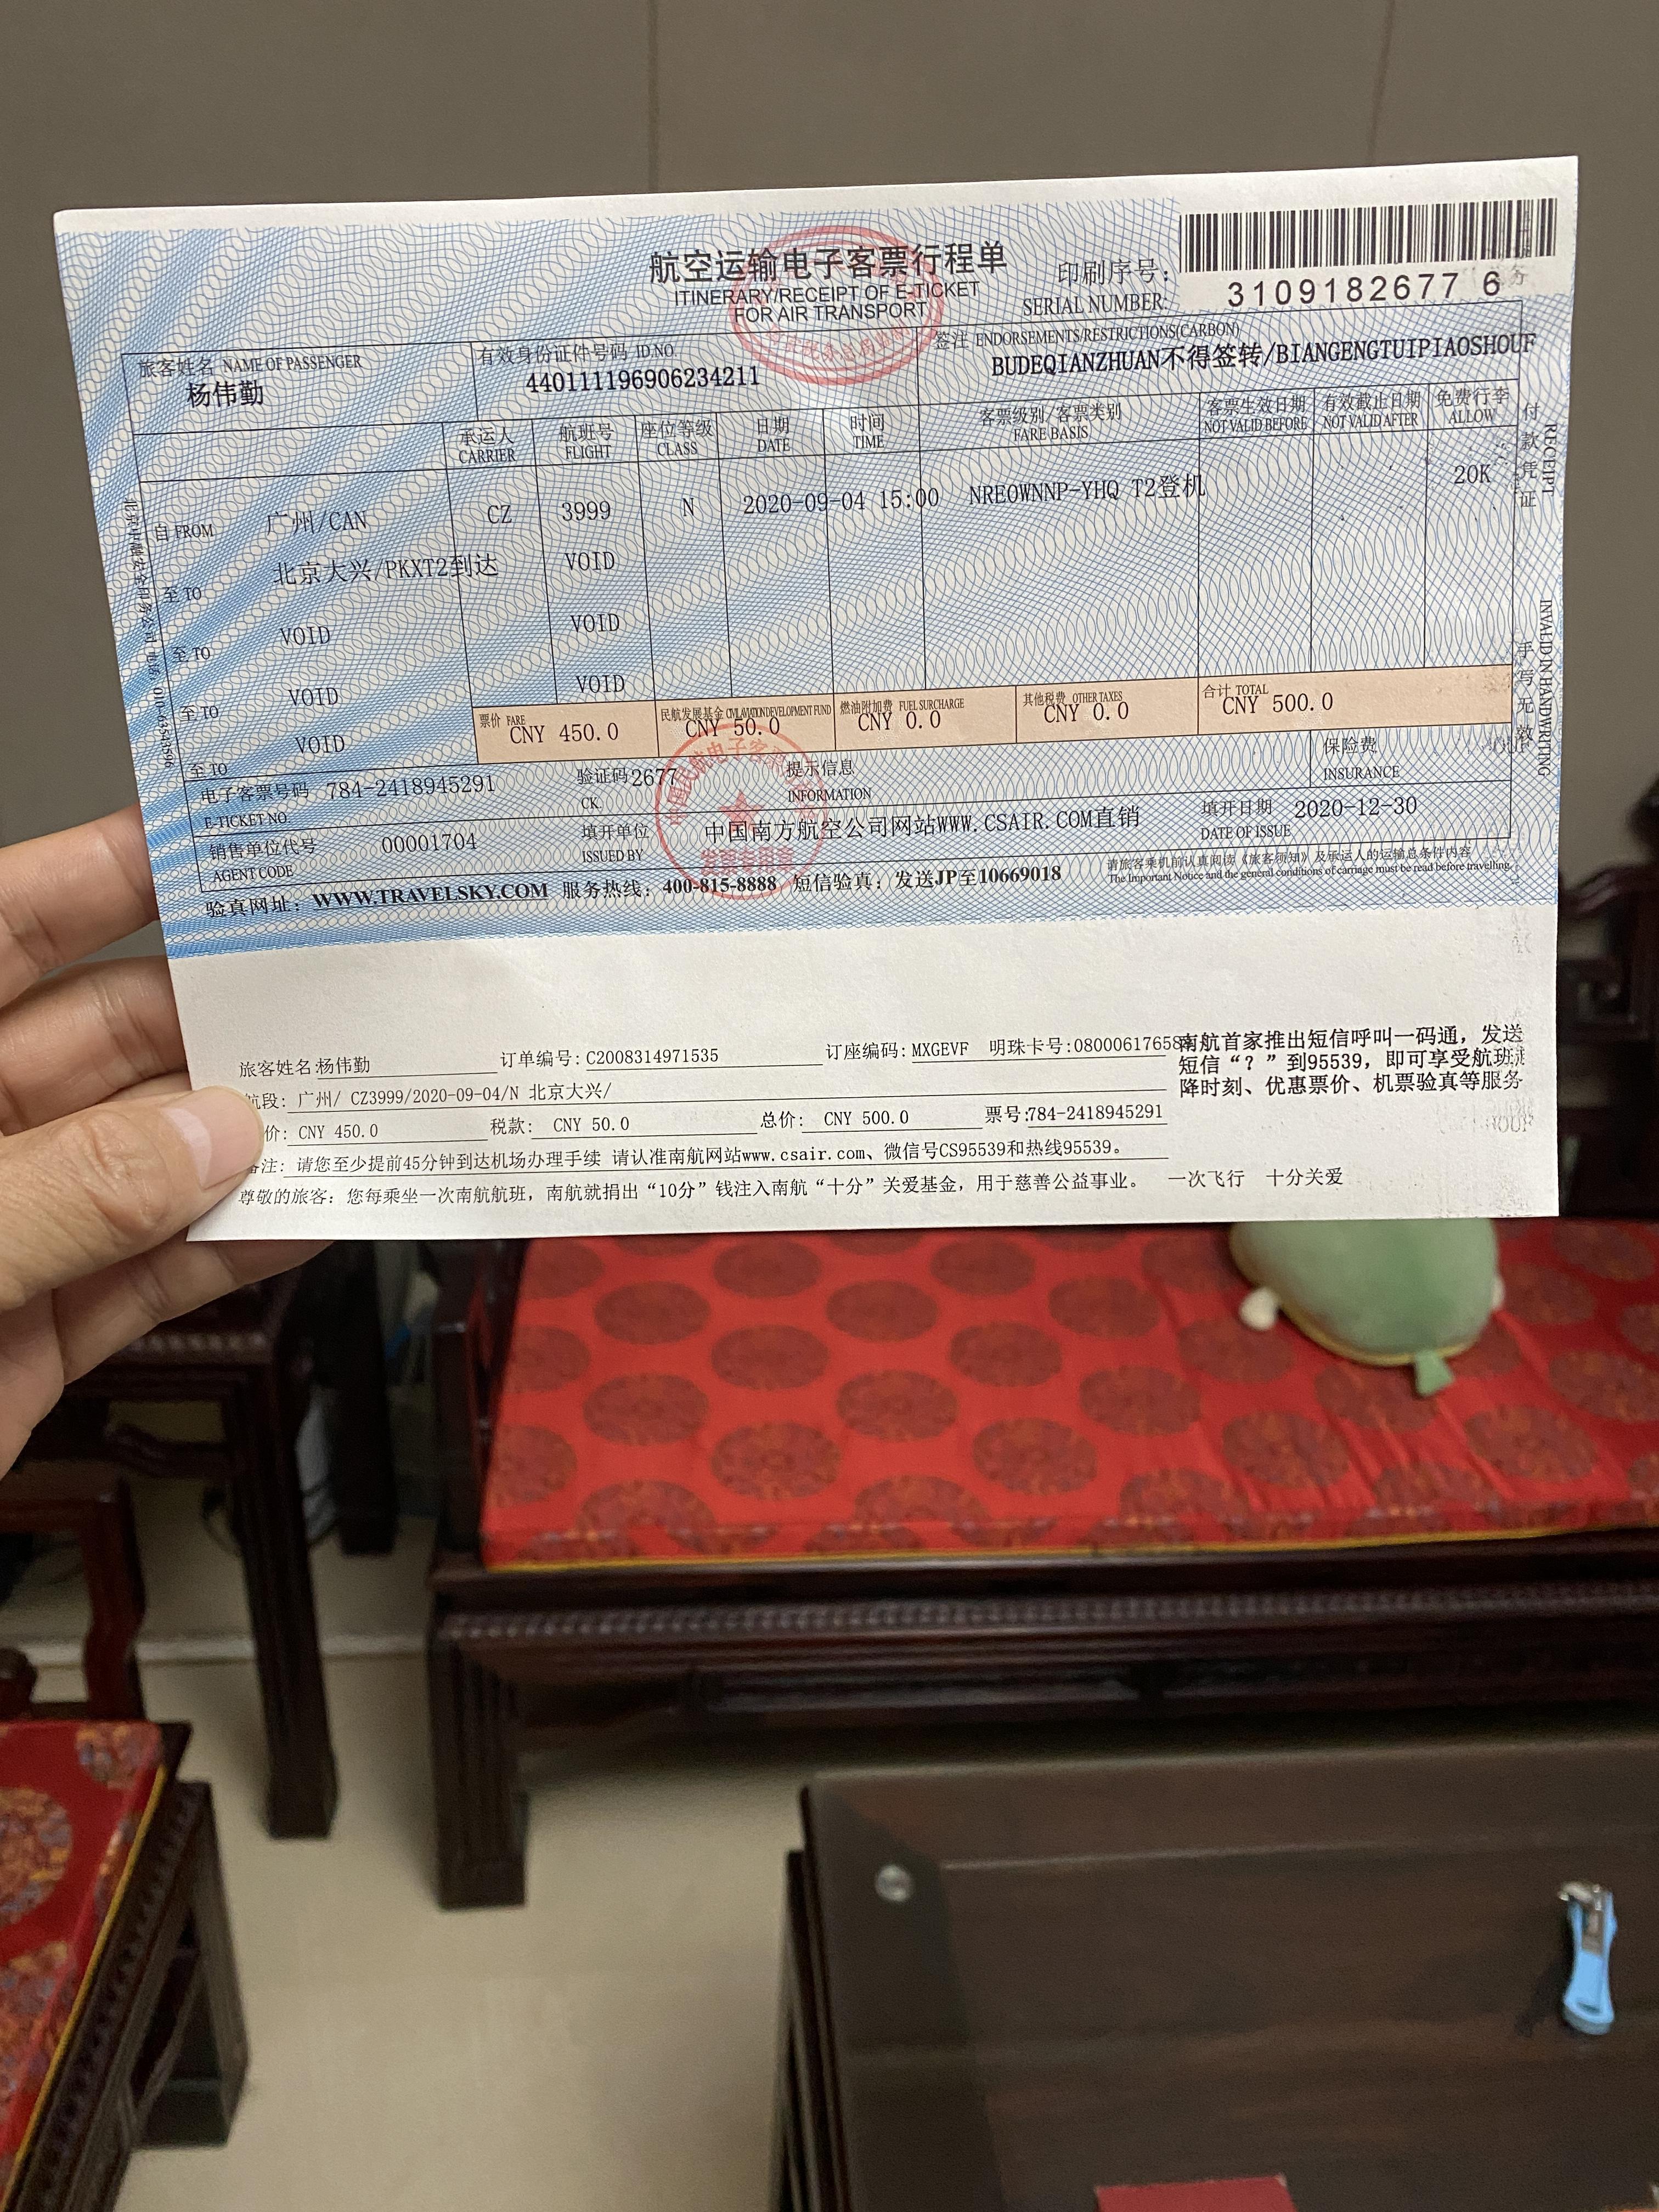 航空运输电子客票行程单
ITINERARY/RECEIPT OF E-TICKET
FOR AIR TRANSPORT
印刷序号:
SERIAL NUMBER:
3109182677 6
旅客姓名 NAME OF PASSENGER
杨伟勤
有效身份证件号码 ID.NO.
440111196906234211
签注 ENDORSEMENTS/RESTRICTIONS(CARBON)
BUDEQIANZHUAN不得签转/BIANGENGTUIPIAOSHOUF
承运人 CARRIER
航班号 FLIGHT
座位等级 CLASS
日期 DATE
时间 TIME
客票级别/客票类别 FARE BASIS
客票生效日期 NOT VALID BEFORE
有效截止日期 NOT VALID AFTER
免费行李 ALLOW
自 FROM 广州/CAN CZ 3999 N 2020-09-04 15:00 NREOWNNP-YHQ T2登机 20K
至 TO 北京大兴/PKXT2到达 VOID
至 TO VOID VOID
至 TO VOID VOID
至 TO VOID
票价 FARE CNY 450.0
民航发展基金 CIVIL AVIATION DEVELOPMENT FUND CNY 50.0
燃油附加费 FUEL SURCHARGE CNY 0.0
其他税费 OTHER TAXES CNY 0.0
合计 TOTAL CNY 500.0
电子客票号码 784-2418945291
E-TICKET NO
验证码 2677
CK.
提示信息
INFORMATION
保险费
INSURANCE
销售单位代号 00001704
AGENT CODE
填开单位
ISSUED BY
中国南方航空公司网站WWW.CSAIR.COM直销
填开日期 2020-12-30
DATE OF ISSUE
验真网址: WWW.TRAVELSKY.COM 服务热线: 400-815-8888 短信验真: 发送JP至10669018
请旅客乘机前认真阅读《旅客须知》及承运人的运输总条件内容
The Important Notice and the general conditions of carriage must be read before travelling.
发票专用章
付款凭证 RECEIPT
手写无效 INVALID IN HANDWRITING
旅客姓名:杨伟勤 订单编号: C2008314971535 订座编码: MXGEVF 明珠卡号:080006176584
航段: 广州/ CZ3999/2020-09-04/N 北京大兴/
价: CNY 450.0 税款: CNY 50.0 总价: CNY 500.0 票号:784-2418945291
注: 请您至少提前45分钟到达机场办理手续 请认准南航网站www.csair.com、微信号CS95539和热线95539。
尊敬的旅客: 您每乘坐一次南航航班, 南航就捐出“10分”钱注入南航“十分”关爱基金, 用于慈善公益事业。 一次飞行 十分关爱
南航首家推出短信呼叫一码通, 发送
短信“?”到95539, 即可享受航班
降时刻、优惠票价、机票验真等服务